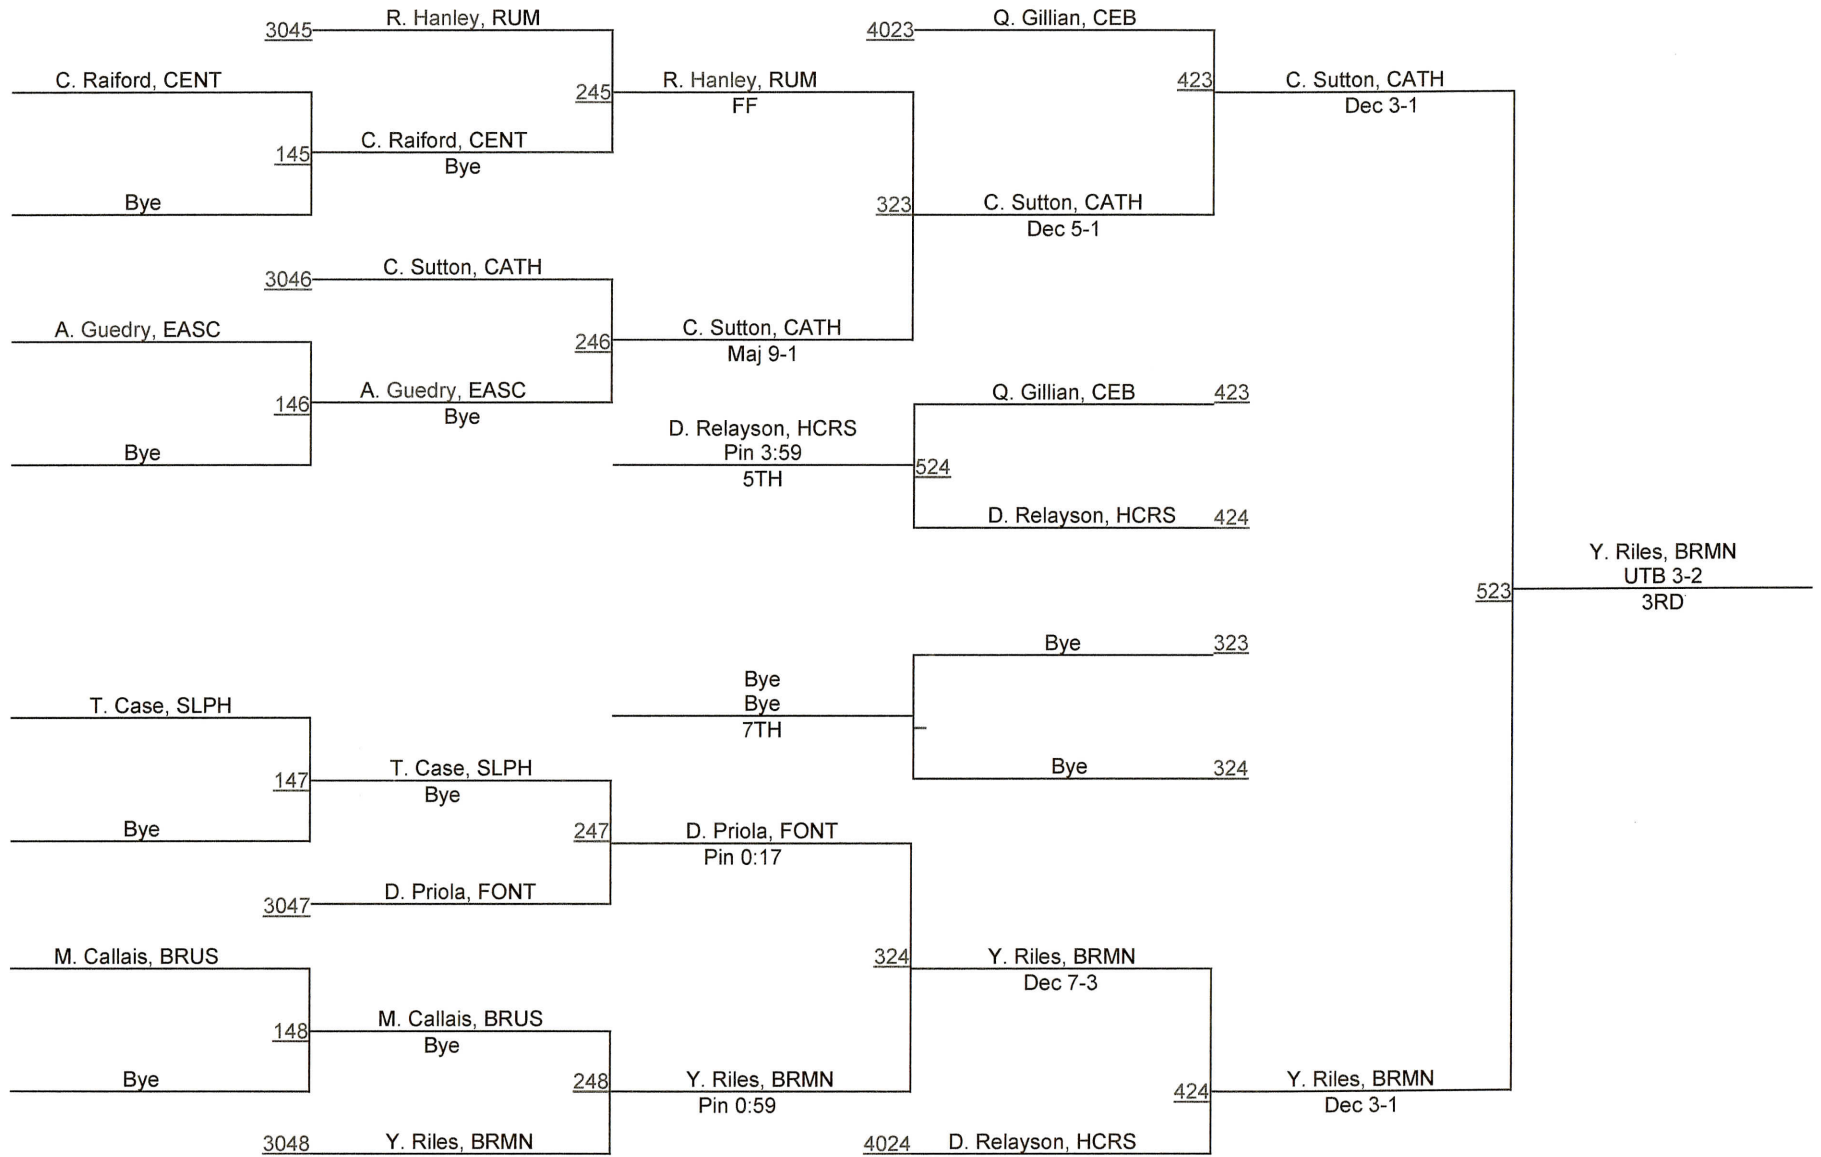 R. Hanley, RUM
3045
Q. Gillian, CEB
4023
C. Raiford, CENT
245
R. Hanley, RUM
FF
423
C. Sutton, CATH
Dec 3-1
145
C. Raiford, CENT
Bye
Bye
323
C. Sutton, CATH
Dec 5-1
3046
C. Sutton, CATH
A. Guedry, EASC
246
C. Sutton, CATH
Maj 9-1
146
A. Guedry, EASC
Bye
Q. Gillian, CEB
423
Bye
D. Relayson, HCRS
Pin 3:59
5TH
524
D. Relayson, HCRS
424
Y. Riles, BRMN
UTB 3-2
3RD
523
Bye
323
Bye
Bye
7TH
Bye
324
T. Case, SLPH
147
T. Case, SLPH
Bye
Bye
247
D. Priola, FONT
Pin 0:17
3047
D. Priola, FONT
M. Callais, BRUS
324
Y. Riles, BRMN
Dec 7-3
148
M. Callais, BRUS
Bye
Bye
248
Y. Riles, BRMN
Pin 0:59
424
Y. Riles, BRMN
Dec 3-1
3048
Y. Riles, BRMN
4024
D. Relayson, HCRS